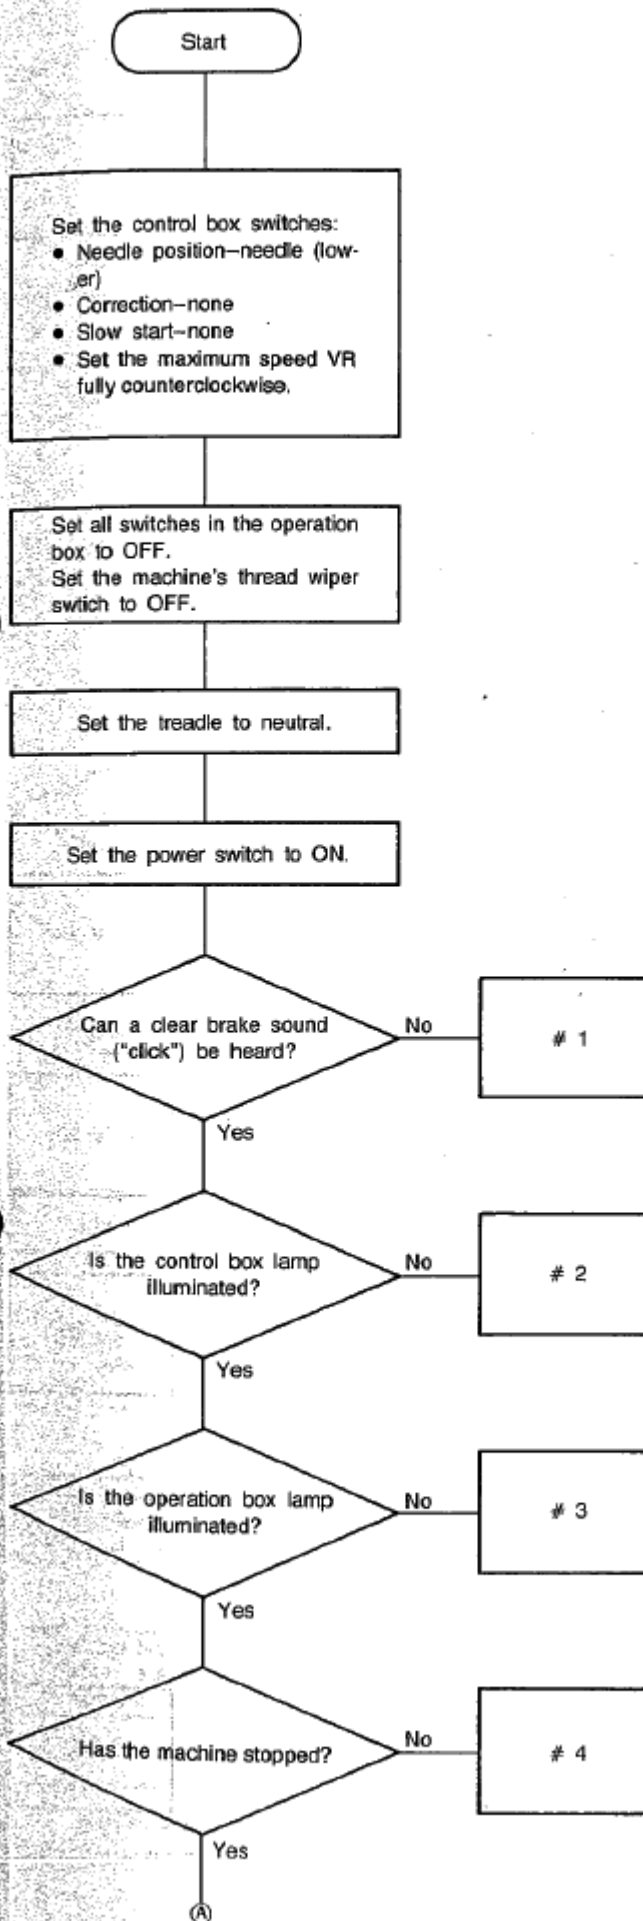 Start
Set the control box switches:
● Needle position–needle (low-
er)
● Correction–none
● Slow start–none
● Set the maximum speed VR
fully counterclockwise.
Set all switches in the operation
box to OFF.
Set the machine's thread wiper
swtich to OFF.
Set the treadle to neutral.
Set the power switch to ON.
Can a clear brake sound
("click") be heard?
No
# 1
Yes
Is the control box lamp
illuminated?
No
# 2
Yes
Is the operation box lamp
illuminated?
No
# 3
Yes
Has the machine stopped?
No
# 4
Yes
Ⓐ